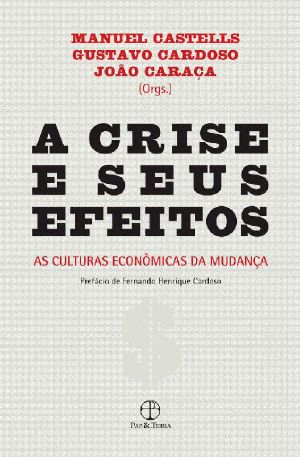 MANUEL CASTELLS
GUSTAVO CARDOSO
JOÃO CARAÇA
(Orgs.)
A CRISE
E SEUS
EFEITOS
AS CULTURAS ECONÔMICAS DA MUDANÇA
Prefácio de Fernando Henrique Cardoso
$
PAZ & TERRA